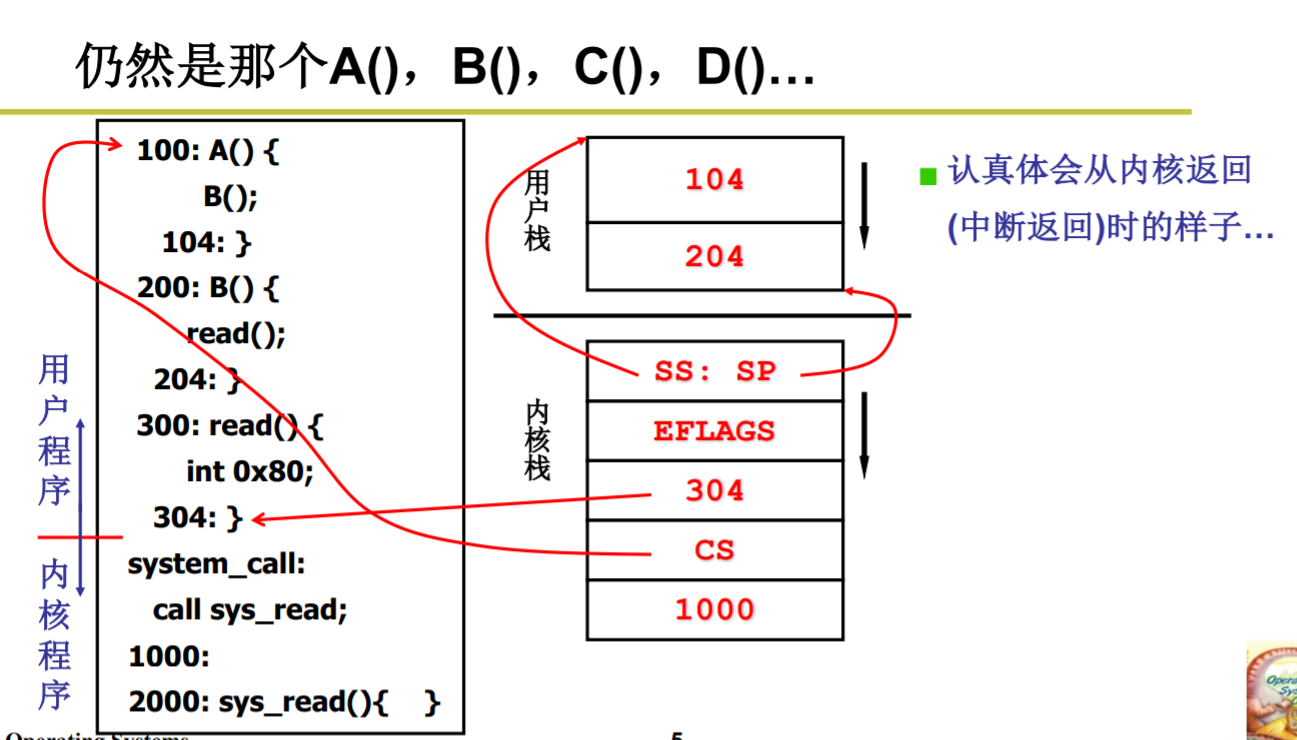 仍然是那个A()，B()，C()，D()…
100: A() {
B();
104: }
200: B() {
read();
204: }
300: read() {
int 0x80;
304: }
system_call:
call sys_read;
1000:
2000: sys_read(){ }
用户程序
内核程序
用户栈
104
204
内核栈
SS: SP
EFLAGS
304
CS
1000
■ 认真体会从内核返回
(中断返回)时的样子…
Operating Systems
5